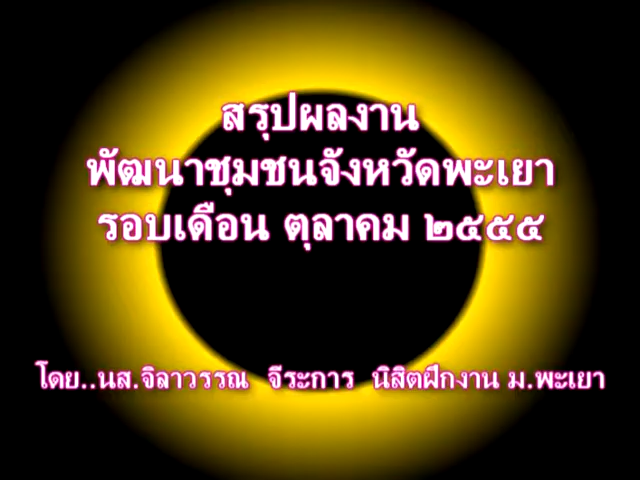 สรุปผลงาน
พัฒนาชุมชนจังหวัดพะเยา
รอบเดือน ตุลาคม ๒๕๕๕
โดย..นส.จิลาวรรณ จีระการ นิสิตฝึกงาน ม.พะเยา